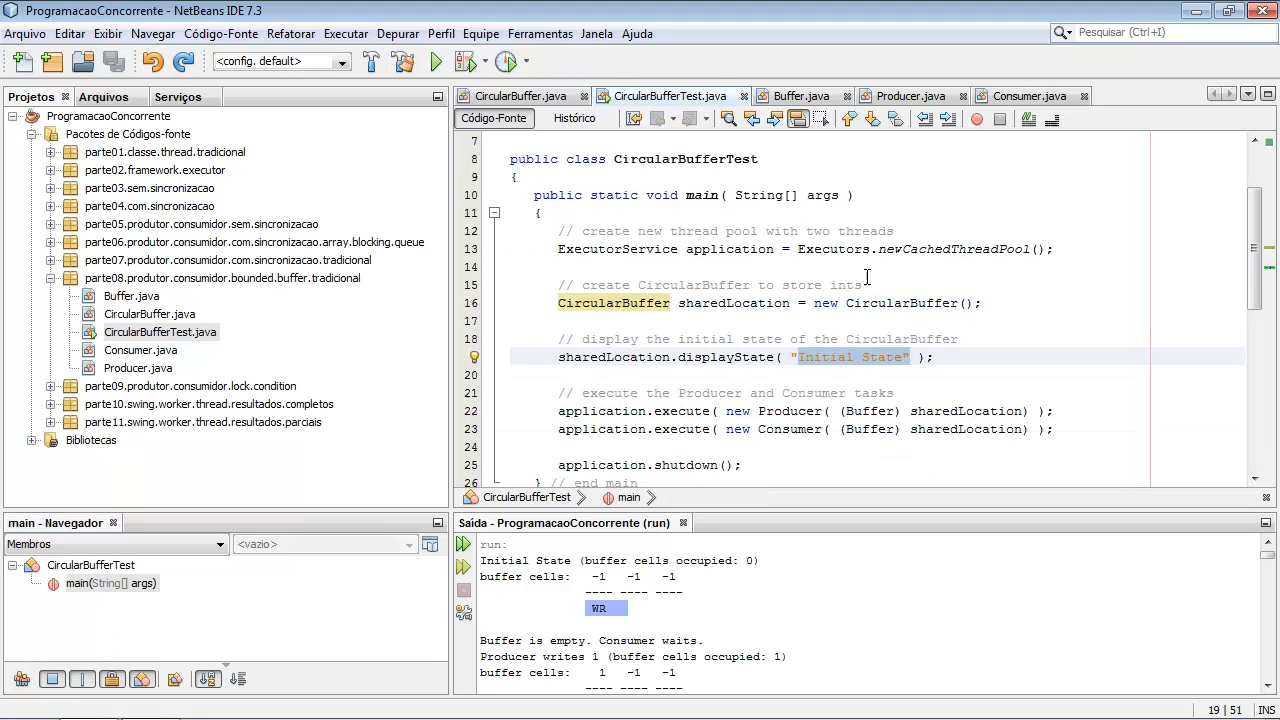 ProgramacaoConcorrente - NetBeans IDE 7.3
Arquivo Editar Exibir Navegar Código-Fonte Refatorar Executar Depurar Perfil Equipe Ferramentas Janela Ajuda
Pesquisar (Ctrl+I)
<config. default>
Projetos Arquivos Serviços
ProgramacaoConcorrente
Pacotes de Códigos-fonte
parte01.classe.thread.tradicional
parte02.framework.executor
parte03.sem.sincronizacao
parte04.com.sincronizacao
parte05.produtor.consumidor.sem.sincronizacao
parte06.produtor.consumidor.com.sincronizacao.array.blocking.queue
parte07.produtor.consumidor.com.sincronizacao.tradicional
parte08.produtor.consumidor.bounded.buffer.tradicional
Buffer.java
CircularBuffer.java
CircularBufferTest.java
Consumer.java
Producer.java
parte09.produtor.consumidor.lock.condition
parte10.swing.worker.thread.resultados.completos
parte11.swing.worker.thread.resultados.parciais
Bibliotecas
CircularBuffer.java CircularBufferTest.java Buffer.java Producer.java Consumer.java
Código-Fonte Histórico
7
8 public class CircularBufferTest
9 {
10 public static void main( String[] args )
11 {
12 // create new thread pool with two threads
13 ExecutorService application = Executors.newCachedThreadPool();
14
15 // create CircularBuffer to store ints
16 CircularBuffer sharedLocation = new CircularBuffer();
17
18 // display the initial state of the CircularBuffer
sharedLocation.displayState( "Initial State" );
20
21 // execute the Producer and Consumer tasks
22 application.execute( new Producer( (Buffer) sharedLocation) );
23 application.execute( new Consumer( (Buffer) sharedLocation) );
24
25 application.shutdown();
26 } // end main
CircularBufferTest main
main - Navegador
Membros <vazio>
CircularBufferTest
main(String[] args)
Saída - ProgramacaoConcorrente (run)
run:
Initial State (buffer cells occupied: 0)
buffer cells: -1 -1 -1
---- ---- ----
WR
Buffer is empty. Consumer waits.
Producer writes 1 (buffer cells occupied: 1)
buffer cells: 1 -1 -1
---- ---- ----
19 | 51 INS